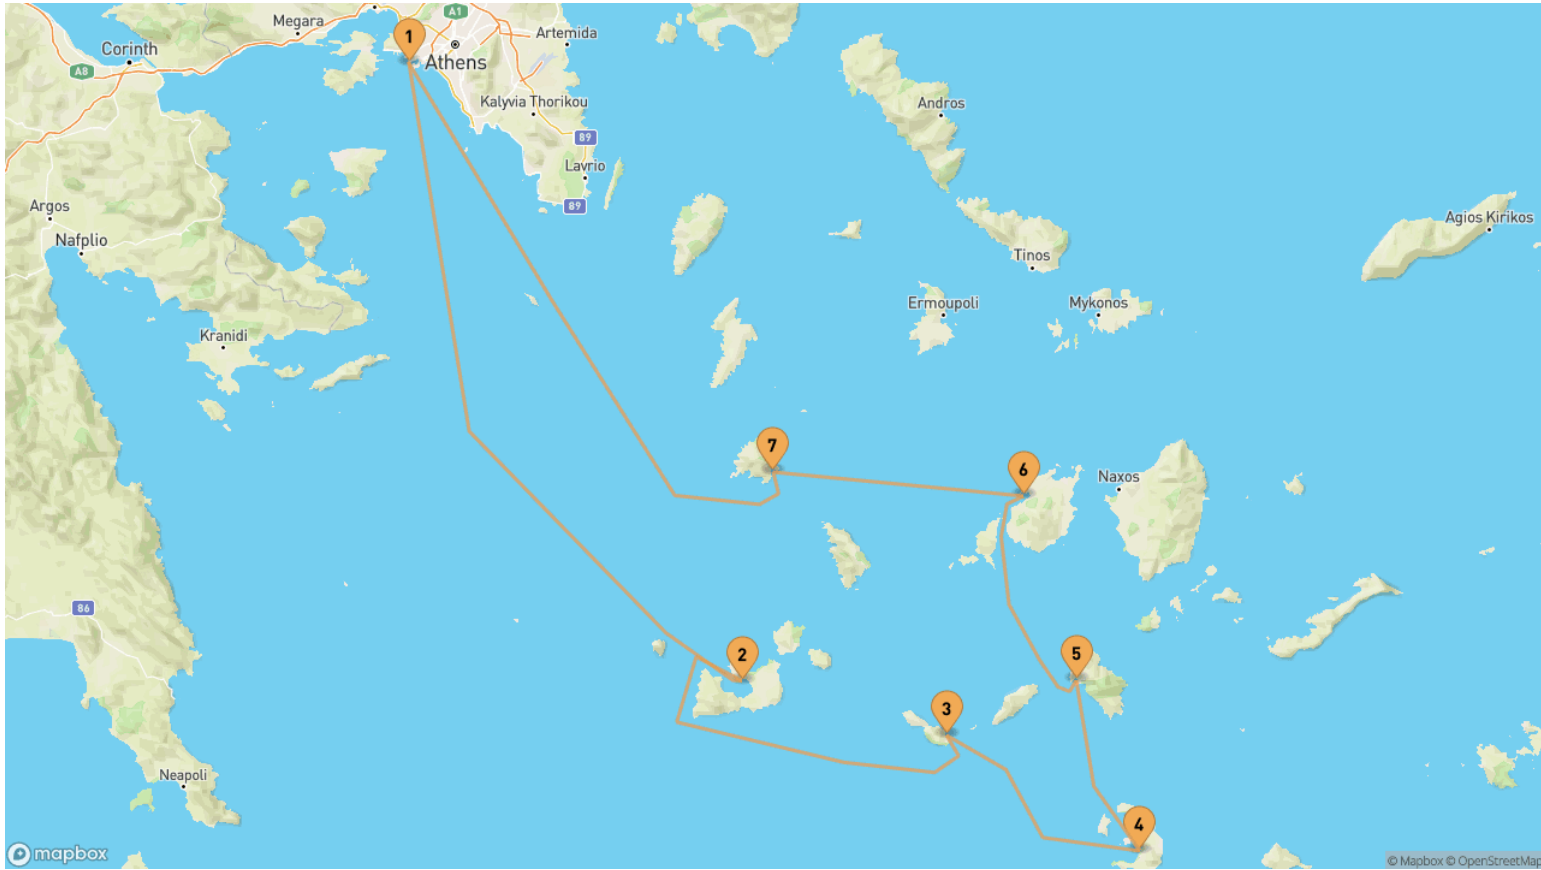 Megara
A1
1
Artemida
Corinth
Athens
A8
Kalyvia Thorikou
Andros
89
Lavrio
89
Argos
Agios Kirikos
Nafplio
Tinos
Ermoupoli
Mykonos
Kranidi
7
6
Naxos
86
2
5
3
Neapoli
4
mapbox
© Mapbox © OpenStreetMap